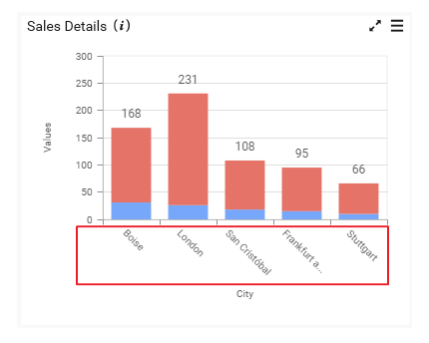 Sales Details (i)
300
250
200
150
100
50
0
Values
168
231
108
95
66
Boise
London
San Cristóbal
Frankfurt a...
Stuttgart
City